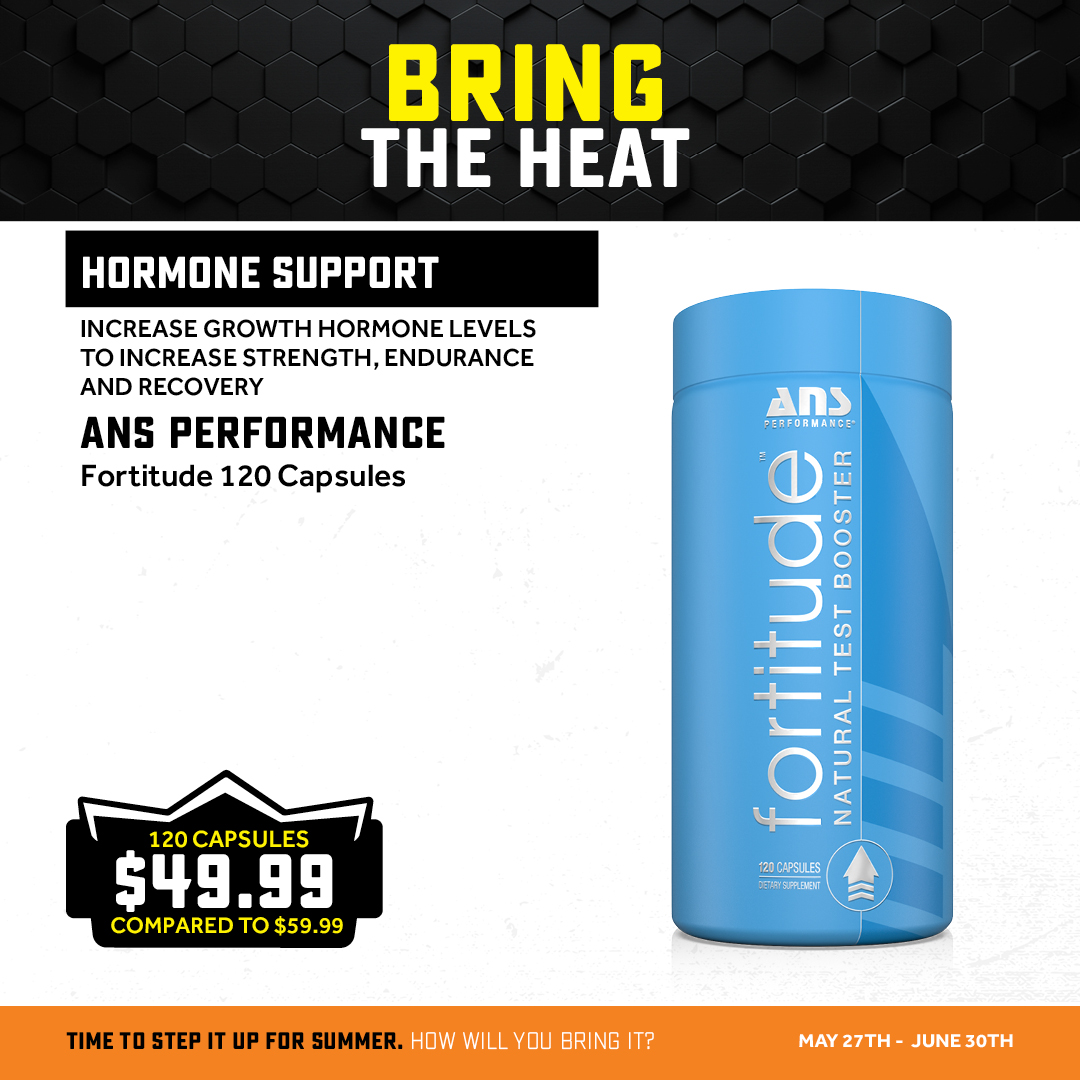 BRING
THE HEAT
HORMONE SUPPORT
INCREASE GROWTH HORMONE LEVELS
TO INCREASE STRENGTH, ENDURANCE
AND RECOVERY
ANS PERFORMANCE
Fortitude 120 Capsules
ANS
PERFORMANCE®
fortitude™
NATURAL TEST BOOSTER
120 CAPSULES
DIETARY SUPPLEMENT
120 CAPSULES
$49.99
COMPARED TO $59.99
TIME TO STEP IT UP FOR SUMMER. HOW WILL YOU BRING IT?
MAY 27TH - JUNE 30TH